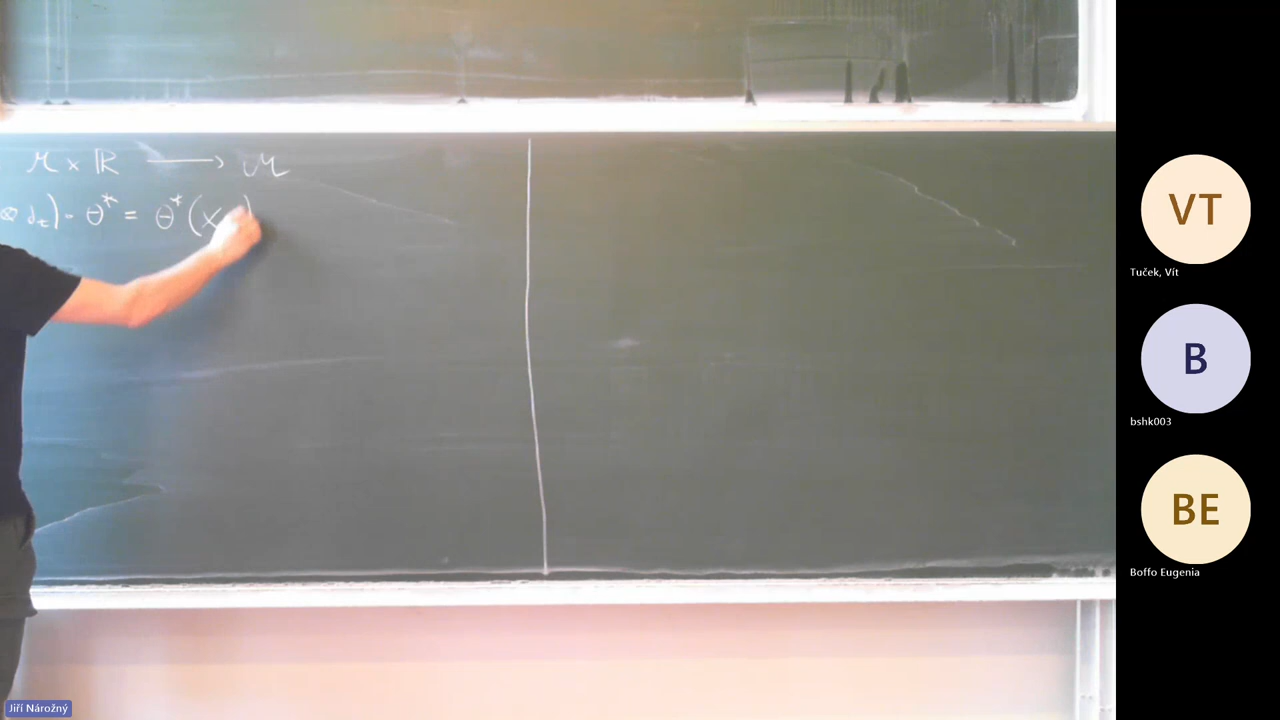 ℳ × ℝ ⟶ ℳ
⊗ ∂_t) ∘ θ* = θ*(X
VT
Tuček, Vít
B
bshk003
BE
Boffo Eugenia
Jiří Nárožný